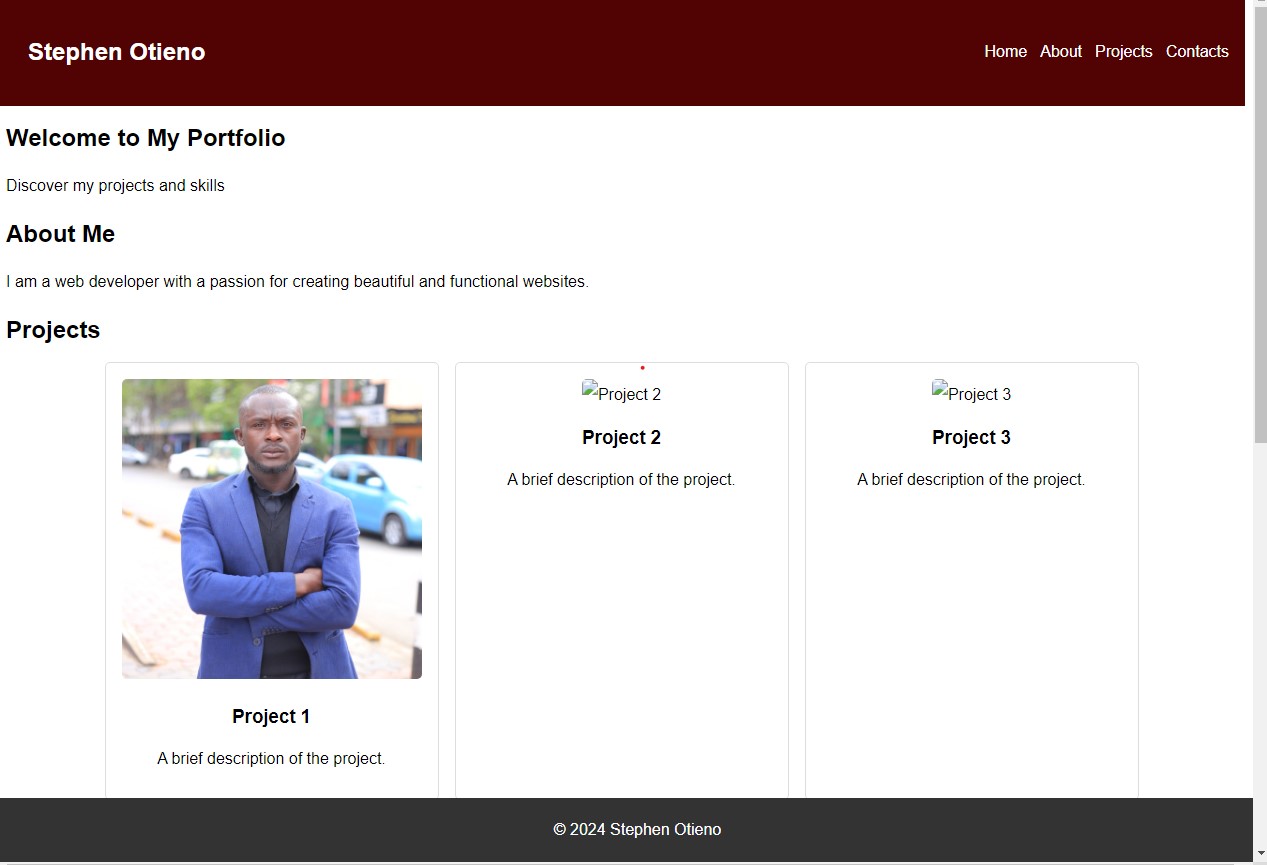 Stephen Otieno
Home About Projects Contacts
Welcome to My Portfolio
Discover my projects and skills
About Me
I am a web developer with a passion for creating beautiful and functional websites.
Projects
Project 1
A brief description of the project.
Project 2
Project 2
A brief description of the project.
Project 3
Project 3
A brief description of the project.
© 2024 Stephen Otieno